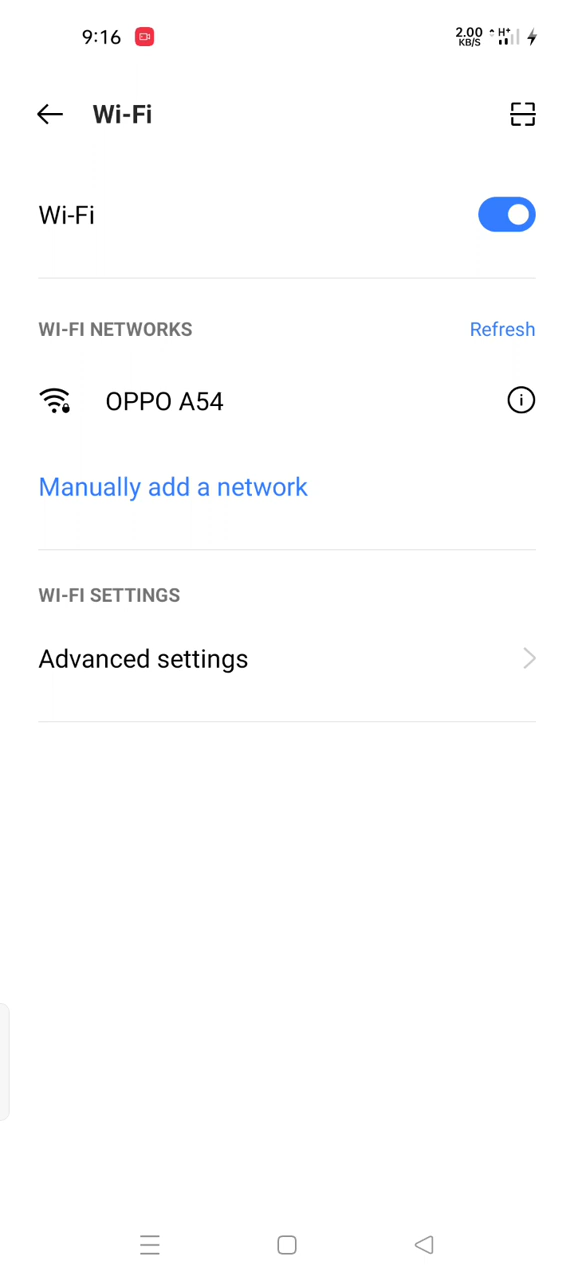 9:16
2.00
KB/S
H+
Wi-Fi
Wi-Fi
WI-FI NETWORKS
Refresh
OPPO A54
Manually add a network
WI-FI SETTINGS
Advanced settings